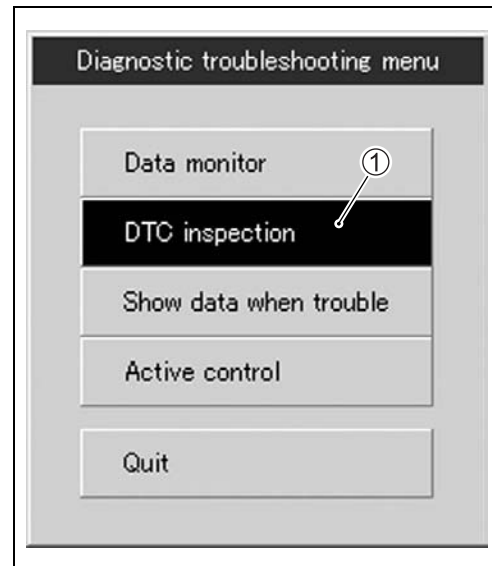 Diagnostic troubleshooting menu
Data monitor ①
DTC inspection
Show data when trouble
Active control
Quit